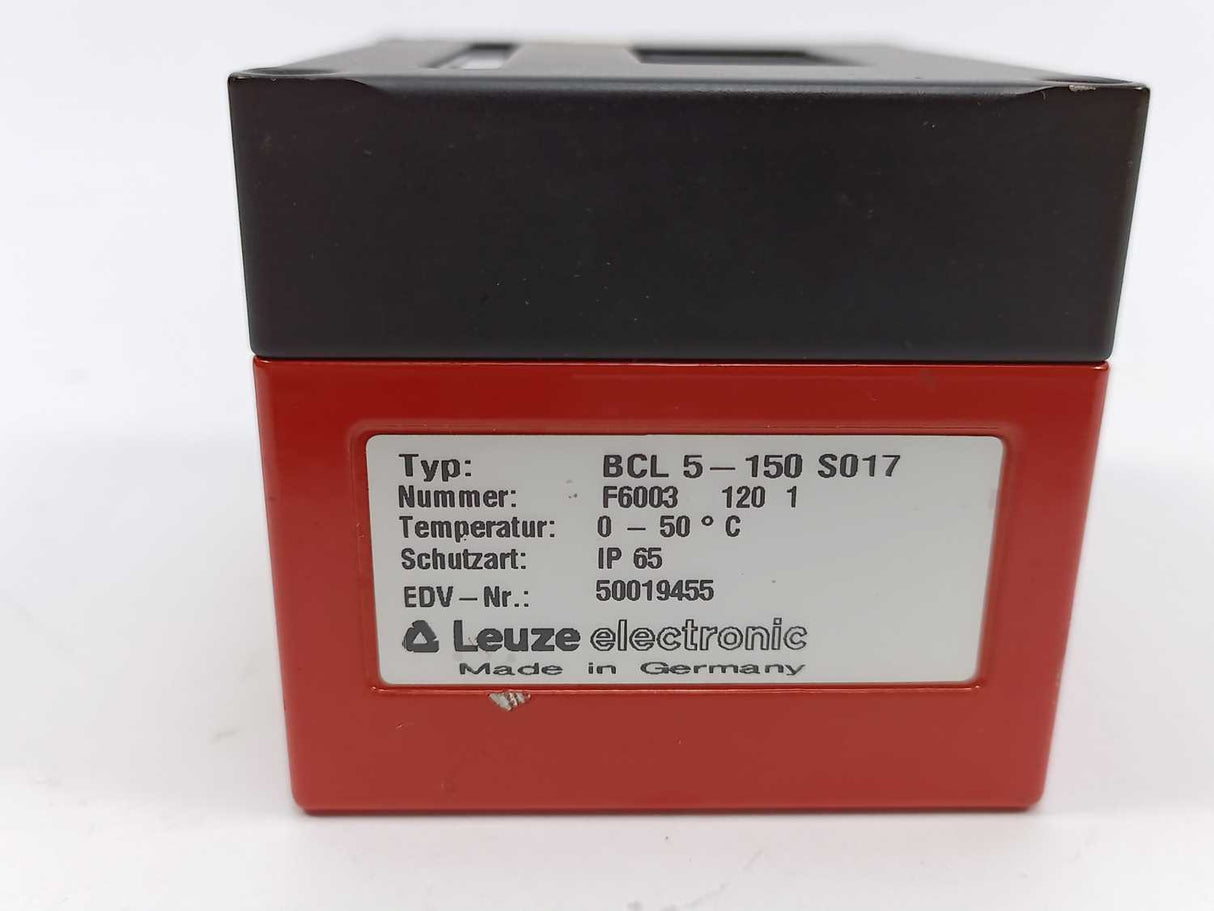 Typ: BCL 5 – 150 S017
Nummer: F6003 120 1
Temperatur: 0 – 50 ° C
Schutzart: IP 65
EDV – Nr.: 50019455
Leuze electronic
Made in Germany